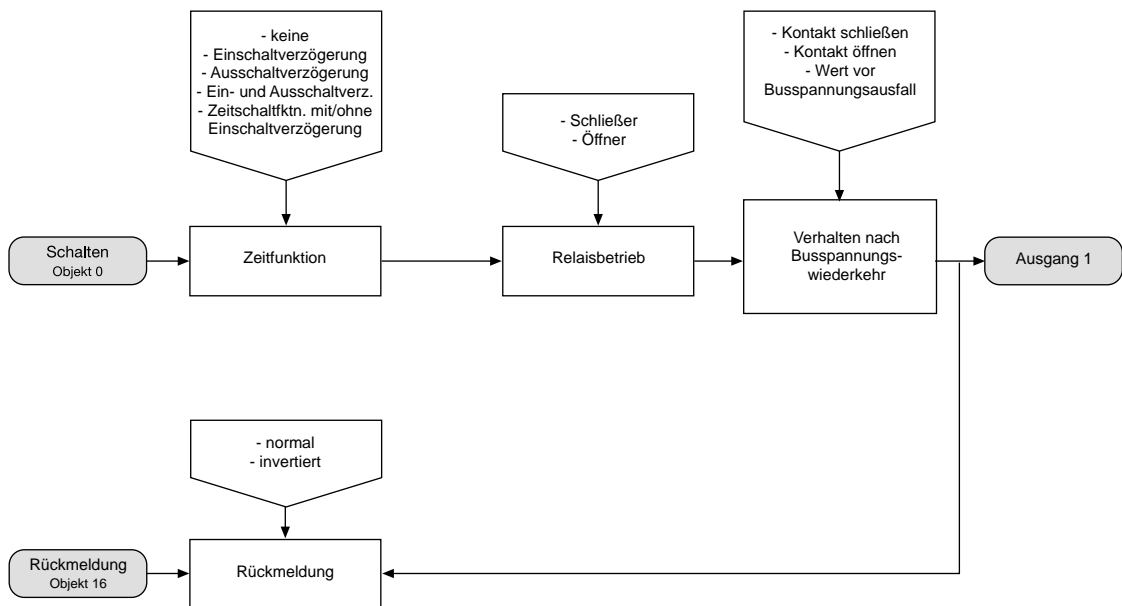 - keine
- Einschaltverzögerung
- Ausschaltverzögerung
- Ein- und Ausschaltverz.
- Zeitschaltfktn. mit/ohne
Einschaltverzögerung
- Schließer
- Öffner
- Kontakt schließen
- Kontakt öffnen
- Wert vor
Busspannungsausfall
Schalten
Objekt 0
Zeitfunktion
Relaisbetrieb
Verhalten nach
Busspannungs-
wiederkehr
Ausgang 1
- normal
- invertiert
Rückmeldung
Objekt 16
Rückmeldung